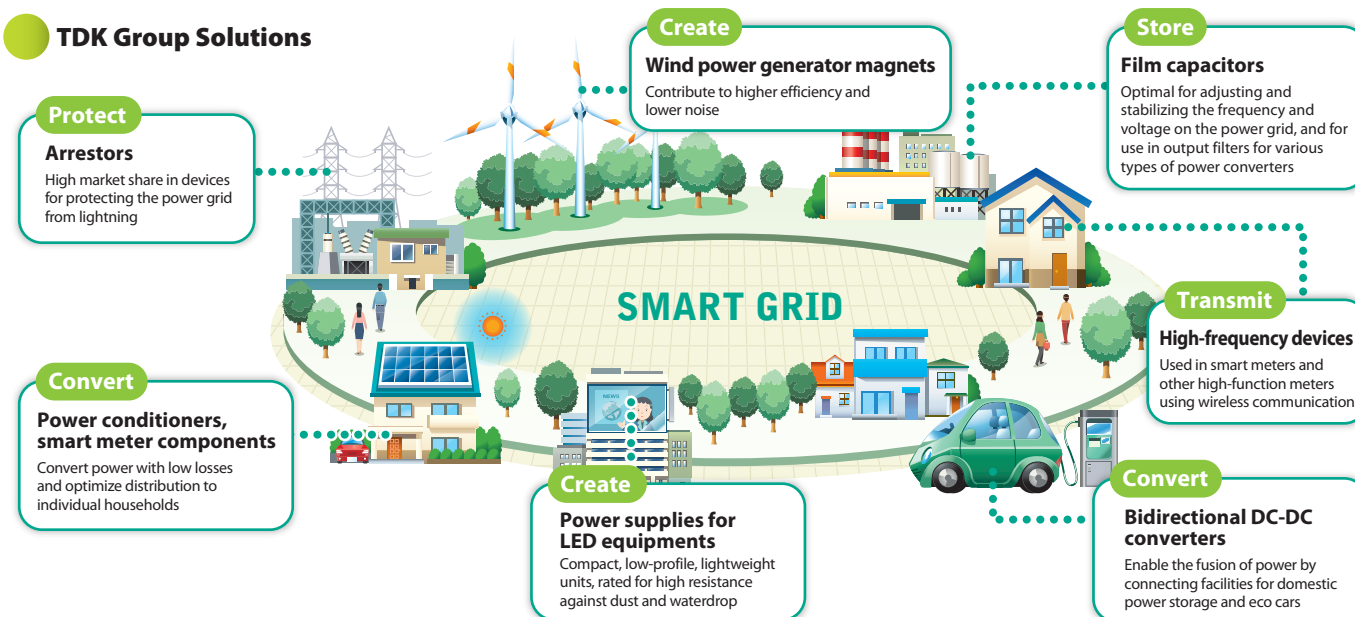 TDK Group Solutions
Protect
Arrestors
High market share in devices
for protecting the power grid
from lightning
Create
Wind power generator magnets
Contribute to higher efficiency and
lower noise
Store
Film capacitors
Optimal for adjusting and
stabilizing the frequency and
voltage on the power grid, and for
use in output filters for various
types of power converters
SMART GRID
Transmit
High-frequency devices
Used in smart meters and
other high-function meters
using wireless communication
Convert
Power conditioners,
smart meter components
Convert power with low losses
and optimize distribution to
individual households
NEWS
Create
Power supplies for
LED equipments
Compact, low-profile, lightweight
units, rated for high resistance
against dust and waterdrop
Convert
Bidirectional DC-DC
converters
Enable the fusion of power by
connecting facilities for domestic
power storage and eco cars